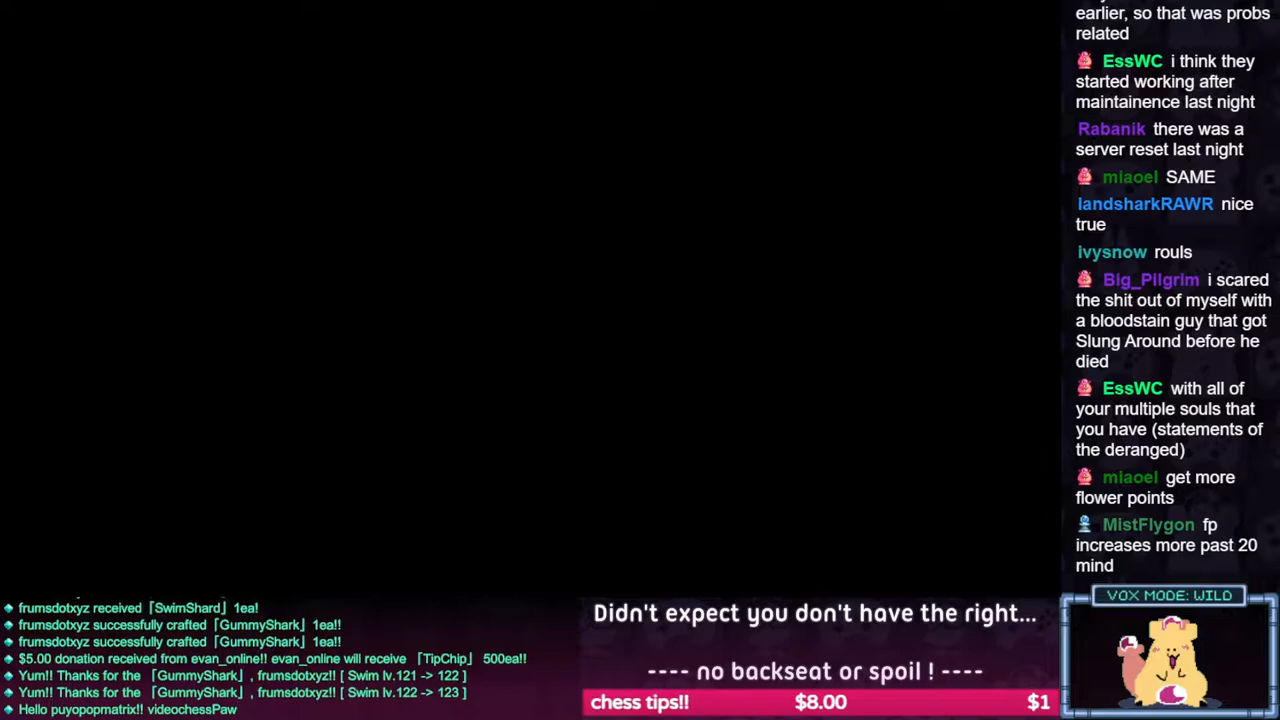 earlier, so that was probs
related
EssWC i think they
started working after
maintainence last night
Rabanik there was a
server reset last night
miaoel SAME
landsharkRAWR nice
true
ivysnow rouls
Big_Pilgrim i scared
the shit out of myself with
a bloodstain guy that got
Slung Around before he
died
EssWC with all of
your multiple souls that
you have (statements of
the deranged)
miaoel get more
flower points
MistFlygon fp
increases more past 20
mind
frumsdotxyz received「SwimShard」1ea!
frumsdotxyz successfully crafted「GummyShark」1ea!!
frumsdotxyz successfully crafted「GummyShark」1ea!!
$5.00 donation received from evan_online!! evan_online will receive 「TipChip」 500ea!!
Yum!! Thanks for the 「GummyShark」, frumsdotxyz!! [ Swim lv.121 -> 122 ]
Yum!! Thanks for the 「GummyShark」, frumsdotxyz!! [ Swim lv.122 -> 123 ]
Hello puyopopmatrix!! videochessPaw
Didn't expect you don't have the right...
---- no backseat or spoil ! ----
chess tips!! $8.00 $1
VOX MODE: WILD